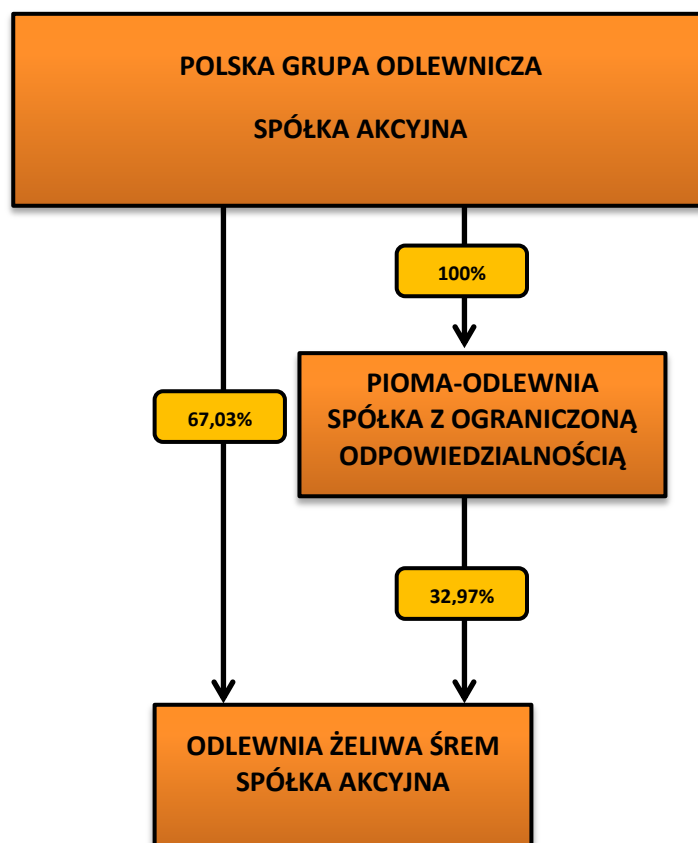 POLSKA GRUPA ODLEWNICZA
SPÓŁKA AKCYJNA
100%
PIOMA-ODLEWNIA
SPÓŁKA Z OGRANICZONĄ
ODPOWIEDZIALNOŚCIĄ
67,03%
32,97%
ODLEWNIA ŻELIWA ŚREM
SPÓŁKA AKCYJNA